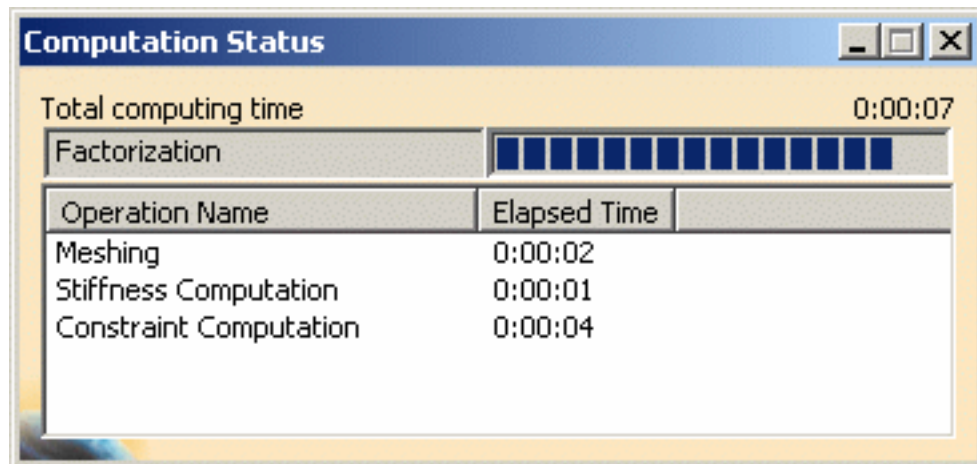 Computation Status
Total computing time 0:00:07
Factorization
Operation Name Elapsed Time
Meshing 0:00:02
Stiffness Computation 0:00:01
Constraint Computation 0:00:04